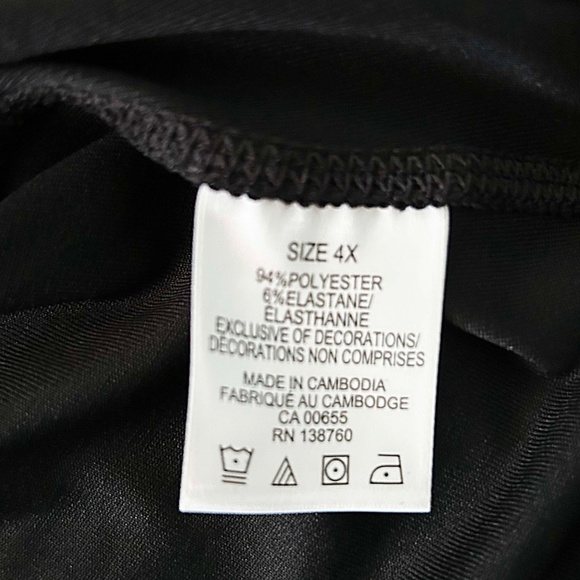 SIZE 4X
94%POLYESTER
6%ELASTANE/
ÉLASTHANNE
EXCLUSIVE OF DECORATIONS/
DÉCORATIONS NON COMPRISES
MADE IN CAMBODIA
FABRIQUÉ AU CAMBODGE
CA 00655
RN 138760